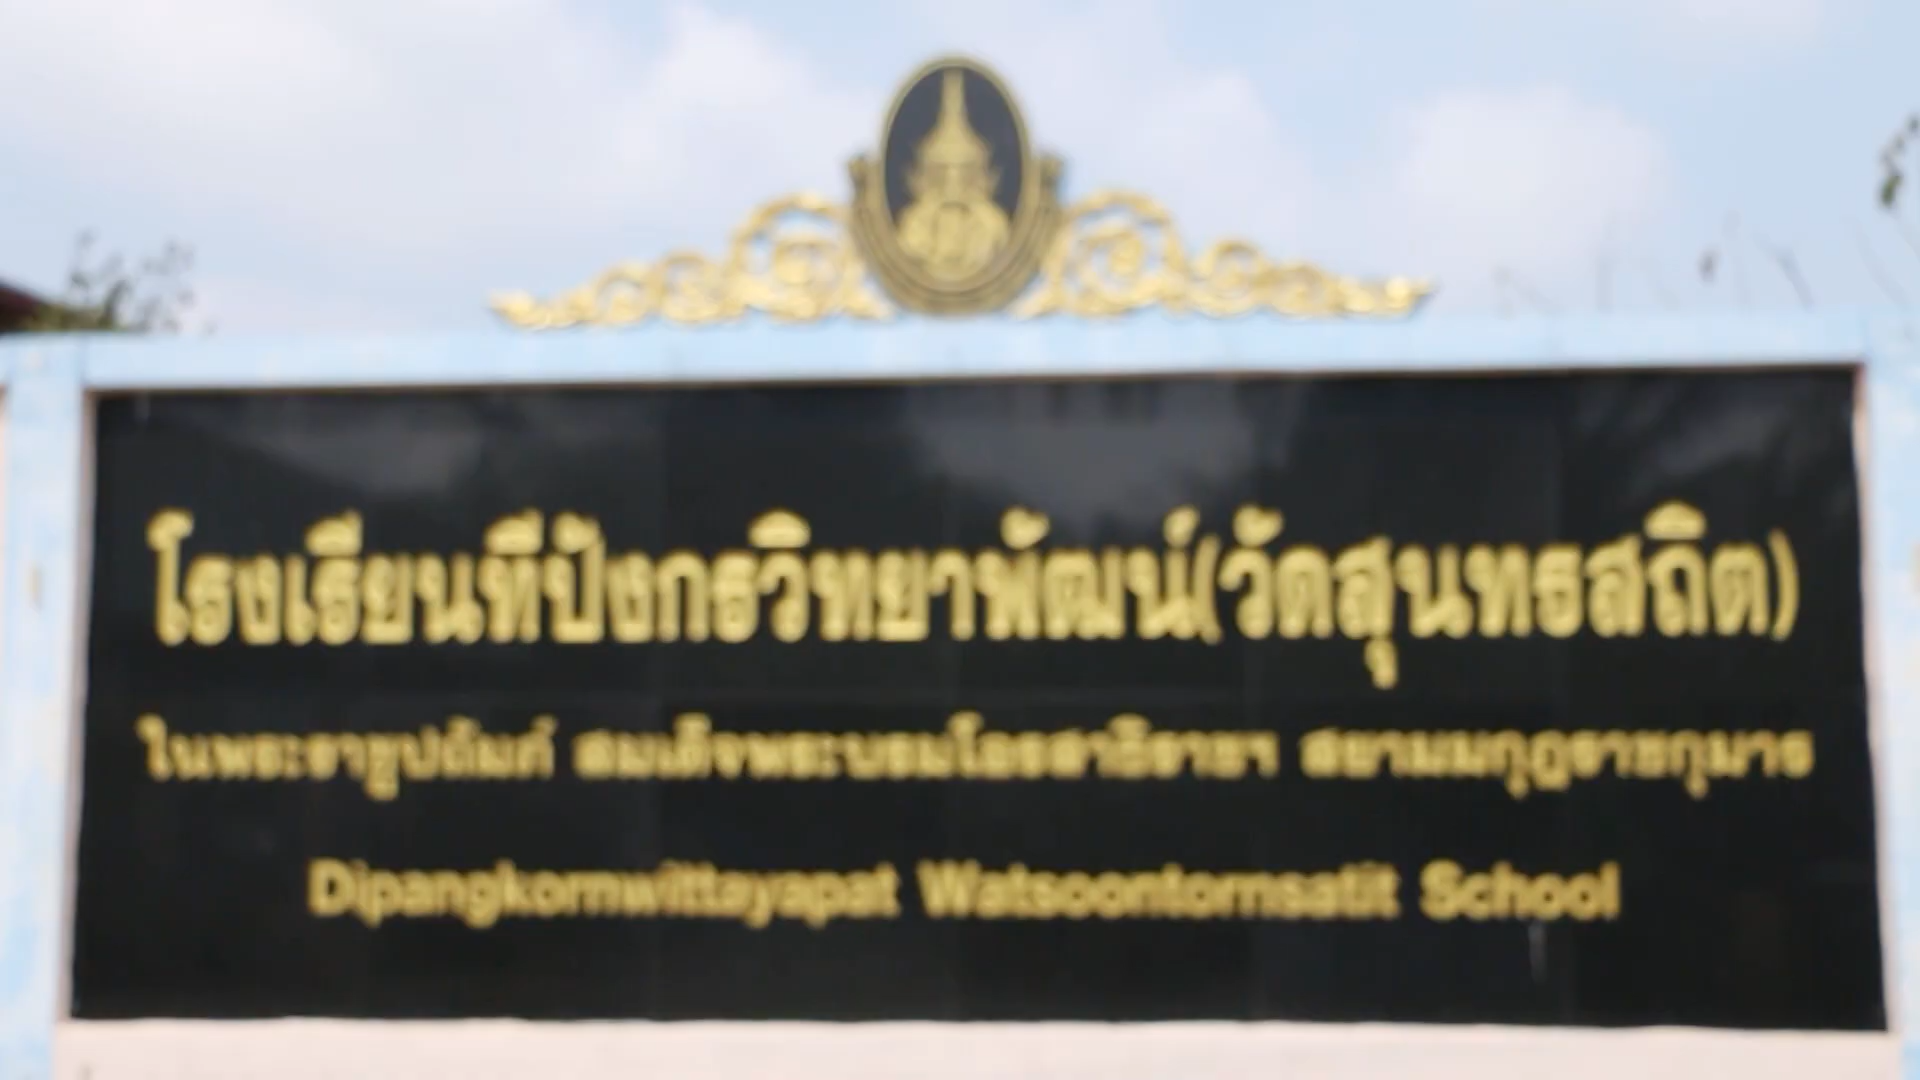 โรงเรียนทีปังกรวิทยาพัฒน์(วัดสุนทรสถิต)
ในพระราชูปถัมภ์ สมเด็จพระบรมโอรสาธิราชฯ สยามมกุฎราชกุมาร
Dipangkornwittayapat Watsoontornsatit School